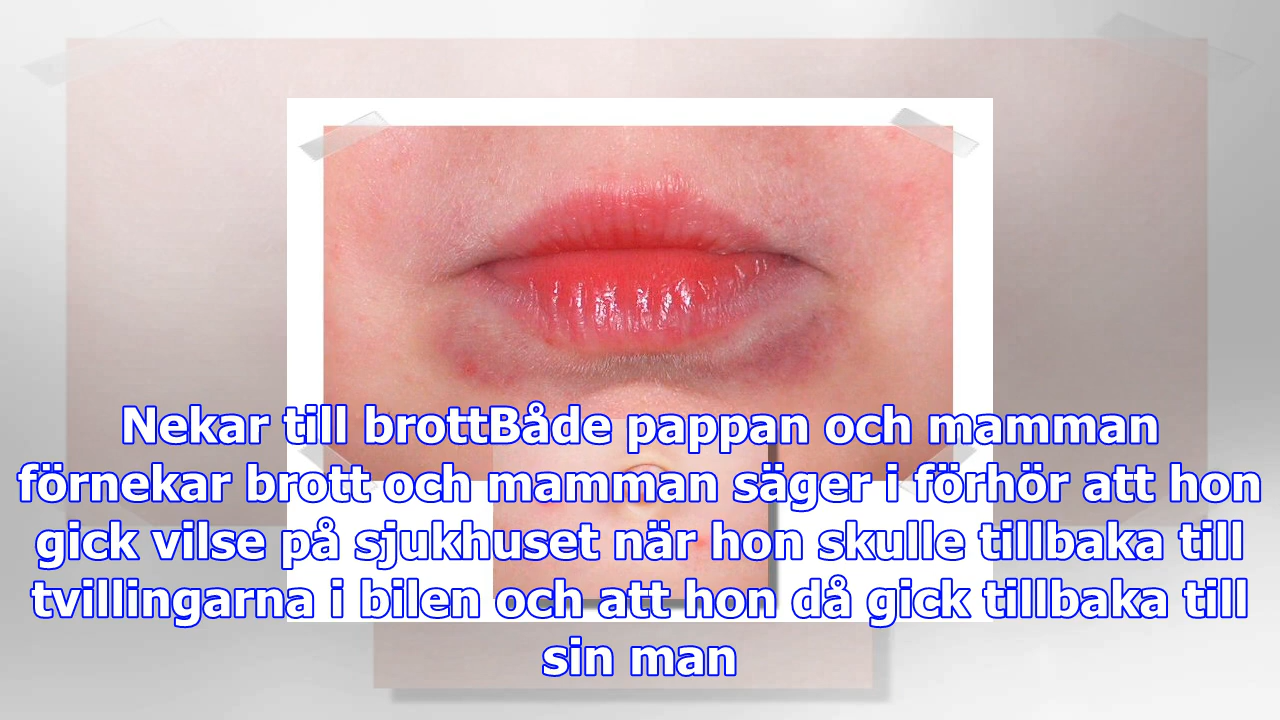 Nekar till brottBåde pappan och mamman
förnekar brott och mamman säger i förhör att hon
gick vilse på sjukhuset när hon skulle tillbaka till
tvillingarna i bilen och att hon då gick tillbaka till
sin man